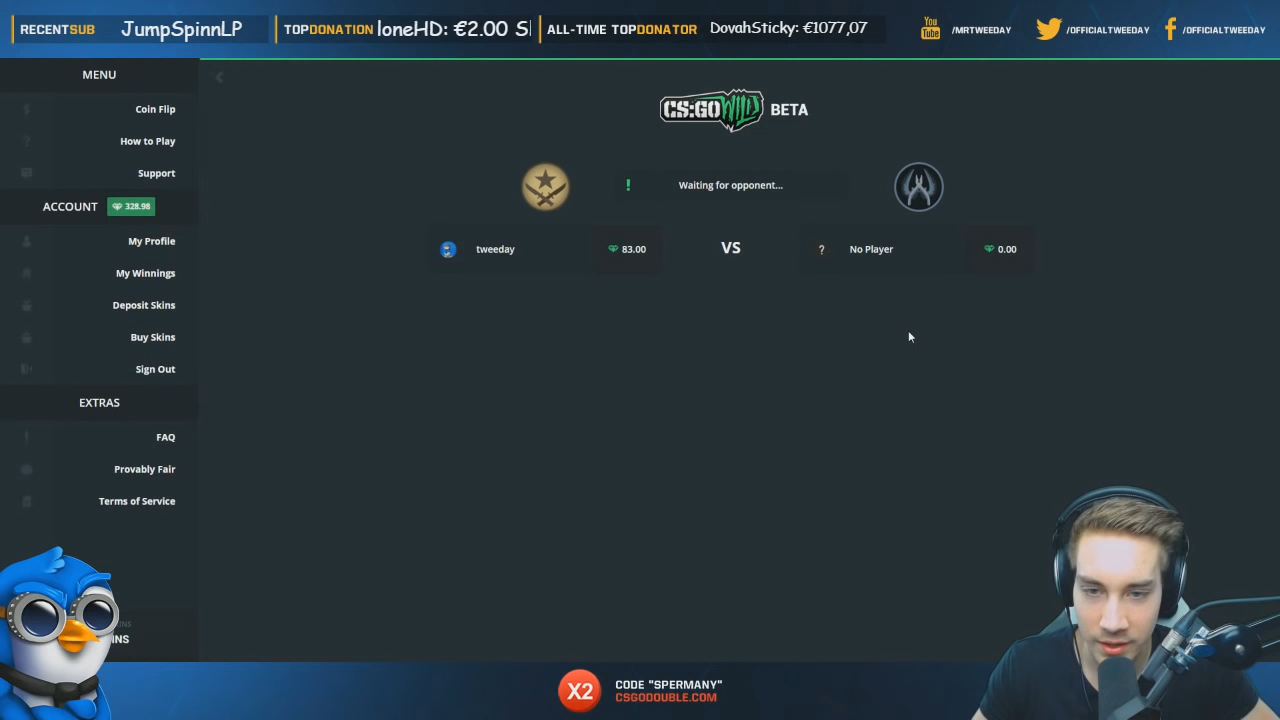 RECENTSUB JumpSpinnLP
TOPDONATION loneHD: €2.00 S
ALL-TIME TOPDONATOR DovahSticky: €1077,07
You Tube /MRTWEEDAY
/OFFICIALTWEEDAY
/OFFICIALTWEEDAY
MENU
Coin Flip
How to Play
Support
ACCOUNT 328.98
My Profile
My Winnings
Deposit Skins
Buy Skins
Sign Out
EXTRAS
FAQ
Provably Fair
Terms of Service
CS:GO WILD BETA
! Waiting for opponent...
tweeday 83.00 VS ? No Player 0.00
X2 CODE "SPERMANY"
CSGODOUBLE.COM